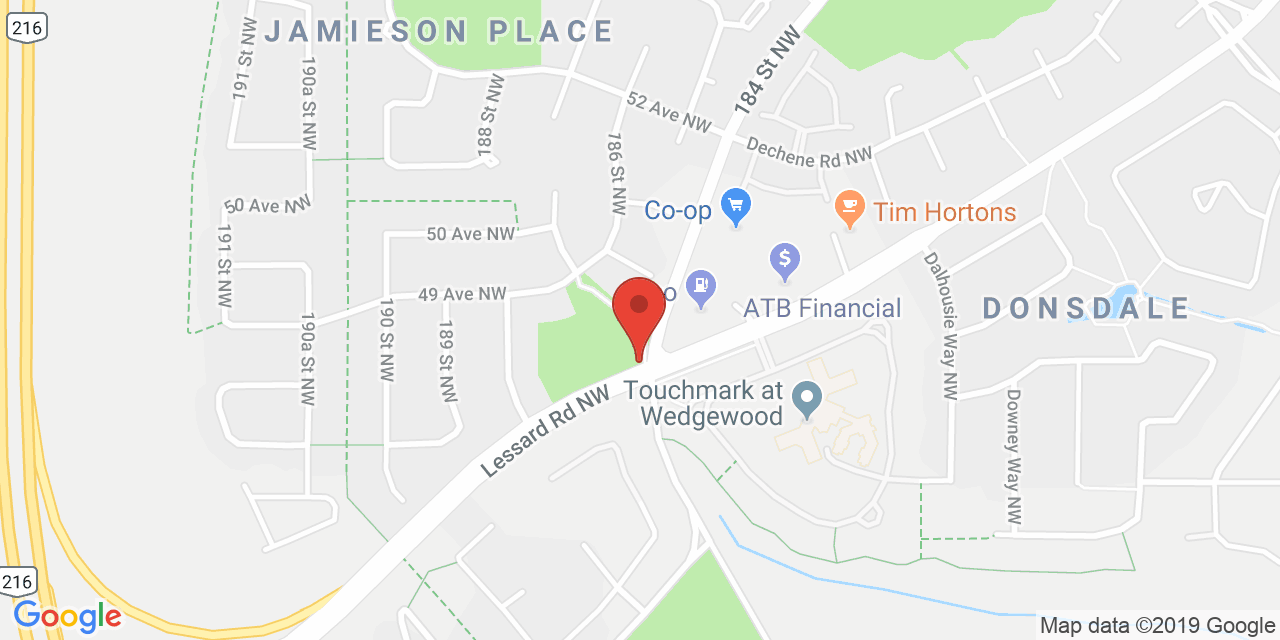 216
JAMIESON PLACE
191 St NW
190a St NW
188 St NW
52 Ave NW
184 St NW
Dechene Rd NW
186 St NW
50 Ave NW
Co-op
Tim Hortons
191 St NW
50 Ave NW
49 Ave NW
o
ATB Financial
Dalhousie Way NW
DONSDALE
190a St NW
190 St NW
189 St NW
Lessard Rd NW
Touchmark at
Wedgewood
Downey Way NW
216
Google
Map data ©2019 Google